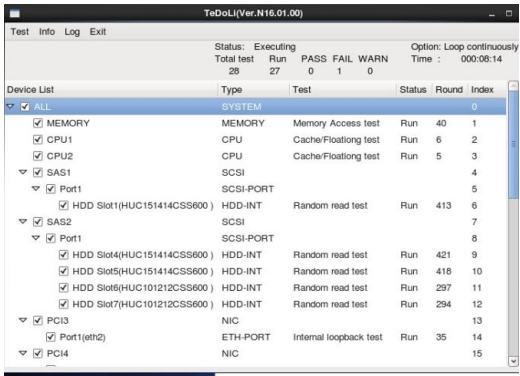 TeDoLi(Ver.N16.01.00)
Test Info Log Exit
Status: Executing Option: Loop continuously
Total test Run PASS FAIL WARN Time : 000:08:14
28 27 0 1 0
Device List Type Test Status Round Index
ALL SYSTEM 0
MEMORY Memory Access test Run 40 1
CPU1 CPU Cache/Floationg test Run 6 2
CPU2 CPU Cache/Floationg test Run 5 3
SAS1 SCSI 4
Port1 SCSI-PORT 5
HDD Slot1(HUC151414CSS600 ) HDD-INT Random read test Run 413 6
SAS2 SCSI 7
Port1 SCSI-PORT 8
HDD Slot4(HUC151414CSS600 ) HDD-INT Random read test Run 421 9
HDD Slot5(HUC151414CSS600 ) HDD-INT Random read test Run 418 10
HDD Slot6(HUC101212CSS600 ) HDD-INT Random read test Run 297 11
HDD Slot7(HUC101212CSS600 ) HDD-INT Random read test Run 294 12
PCI3 NIC 13
Port1(eth2) ETH-PORT Internal loopback test Run 35 14
PCI4 NIC 15